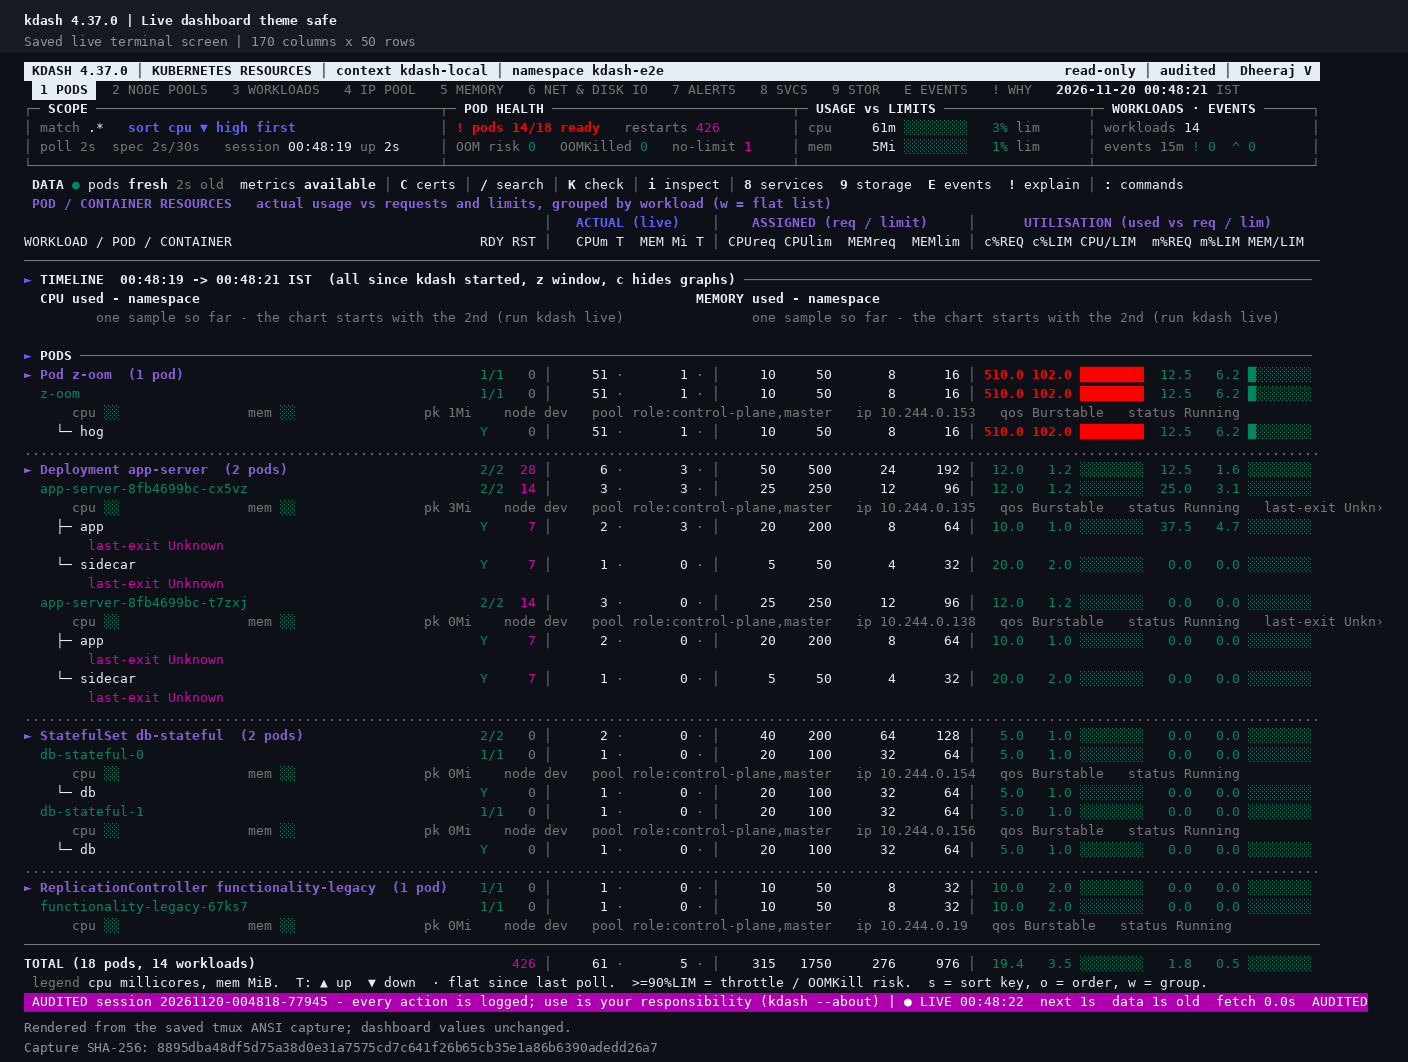 kdash 4.37.0 | Live dashboard theme safe
Saved live terminal screen | 170 columns x 50 rows
KDASH 4.37.0 │ KUBERNETES RESOURCES │ context kdash-local │ namespace kdash-e2e read-only │ audited │ Dheeraj V
1 PODS 2 NODE POOLS 3 WORKLOADS 4 IP POOL 5 MEMORY 6 NET & DISK IO 7 ALERTS 8 SVCS 9 STOR E EVENTS ! WHY 2026-11-20 00:48:21 IST
SCOPE POD HEALTH USAGE vs LIMITS WORKLOADS · EVENTS
match .* sort cpu ▼ high first │ ! pods 14/18 ready restarts 426 │ cpu 61m ░░░░░░░░ 3% lim │ workloads 14
poll 2s spec 2s/30s session 00:48:19 up 2s │ OOM risk 0 OOMKilled 0 no-limit 1 │ mem 5Mi ░░░░░░░░ 1% lim │ events 15m ! 0 ^ 0
DATA ● pods fresh 2s old metrics available │ C certs │ / search │ K check │ i inspect │ 8 services 9 storage E events ! explain │ : commands
POD / CONTAINER RESOURCES actual usage vs requests and limits, grouped by workload (w = flat list)
│ ACTUAL (live) │ ASSIGNED (req / limit) │ UTILISATION (used vs req / lim)
WORKLOAD / POD / CONTAINER RDY RST │ CPUm T MEM Mi T │ CPUreq CPUlim MEMreq MEMlim │ c%REQ c%LIM CPU/LIM m%REQ m%LIM MEM/LIM
► TIMELINE 00:48:19 -> 00:48:21 IST (all since kdash started, z window, c hides graphs)
CPU used - namespace MEMORY used - namespace
one sample so far - the chart starts with the 2nd (run kdash live) one sample so far - the chart starts with the 2nd (run kdash live)
► PODS
► Pod z-oom (1 pod) 1/1 0 │ 51 · 1 · │ 10 50 8 16 │ 510.0 102.0 ████████ 12.5 6.2 █░░░░░░░
z-oom 1/1 0 │ 51 · 1 · │ 10 50 8 16 │ 510.0 102.0 ████████ 12.5 6.2 █░░░░░░░
cpu ░░ mem ░░ pk 1Mi node dev pool role:control-plane,master ip 10.244.0.153 qos Burstable status Running
└─ hog Y 0 │ 51 · 1 · │ 10 50 8 16 │ 510.0 102.0 ████████ 12.5 6.2 █░░░░░░░
► Deployment app-server (2 pods) 2/2 28 │ 6 · 3 · │ 50 500 24 192 │ 12.0 1.2 ░░░░░░░░ 12.5 1.6 ░░░░░░░░
app-server-8fb4699bc-cx5vz 2/2 14 │ 3 · 3 · │ 25 250 12 96 │ 12.0 1.2 ░░░░░░░░ 25.0 3.1 ░░░░░░░░
cpu ░░ mem ░░ pk 3Mi node dev pool role:control-plane,master ip 10.244.0.135 qos Burstable status Running last-exit Unkn›
├─ app Y 7 │ 2 · 3 · │ 20 200 8 64 │ 10.0 1.0 ░░░░░░░░ 37.5 4.7 ░░░░░░░░
last-exit Unknown
└─ sidecar Y 7 │ 1 · 0 · │ 5 50 4 32 │ 20.0 2.0 ░░░░░░░░ 0.0 0.0 ░░░░░░░░
last-exit Unknown
app-server-8fb4699bc-t7zxj 2/2 14 │ 3 · 0 · │ 25 250 12 96 │ 12.0 1.2 ░░░░░░░░ 0.0 0.0 ░░░░░░░░
cpu ░░ mem ░░ pk 0Mi node dev pool role:control-plane,master ip 10.244.0.138 qos Burstable status Running last-exit Unkn›
├─ app Y 7 │ 2 · 0 · │ 20 200 8 64 │ 10.0 1.0 ░░░░░░░░ 0.0 0.0 ░░░░░░░░
last-exit Unknown
└─ sidecar Y 7 │ 1 · 0 · │ 5 50 4 32 │ 20.0 2.0 ░░░░░░░░ 0.0 0.0 ░░░░░░░░
last-exit Unknown
► StatefulSet db-stateful (2 pods) 2/2 0 │ 2 · 0 · │ 40 200 64 128 │ 5.0 1.0 ░░░░░░░░ 0.0 0.0 ░░░░░░░░
db-stateful-0 1/1 0 │ 1 · 0 · │ 20 100 32 64 │ 5.0 1.0 ░░░░░░░░ 0.0 0.0 ░░░░░░░░
cpu ░░ mem ░░ pk 0Mi node dev pool role:control-plane,master ip 10.244.0.154 qos Burstable status Running
└─ db Y 0 │ 1 · 0 · │ 20 100 32 64 │ 5.0 1.0 ░░░░░░░░ 0.0 0.0 ░░░░░░░░
db-stateful-1 1/1 0 │ 1 · 0 · │ 20 100 32 64 │ 5.0 1.0 ░░░░░░░░ 0.0 0.0 ░░░░░░░░
cpu ░░ mem ░░ pk 0Mi node dev pool role:control-plane,master ip 10.244.0.156 qos Burstable status Running
└─ db Y 0 │ 1 · 0 · │ 20 100 32 64 │ 5.0 1.0 ░░░░░░░░ 0.0 0.0 ░░░░░░░░
► ReplicationController functionality-legacy (1 pod) 1/1 0 │ 1 · 0 · │ 10 50 8 32 │ 10.0 2.0 ░░░░░░░░ 0.0 0.0 ░░░░░░░░
functionality-legacy-67ks7 1/1 0 │ 1 · 0 · │ 10 50 8 32 │ 10.0 2.0 ░░░░░░░░ 0.0 0.0 ░░░░░░░░
cpu ░░ mem ░░ pk 0Mi node dev pool role:control-plane,master ip 10.244.0.19 qos Burstable status Running
TOTAL (18 pods, 14 workloads) 426 │ 61 · 5 · │ 315 1750 276 976 │ 19.4 3.5 ░░░░░░░░ 1.8 0.5 ░░░░░░░░
legend cpu millicores, mem MiB. T: ▲ up ▼ down · flat since last poll. >=90%LIM = throttle / OOMKill risk. s = sort key, o = order, w = group.
AUDITED session 20261120-004818-77945 - every action is logged; use is your responsibility (kdash --about) | ● LIVE 00:48:22 next 1s data 1s old fetch 0.0s AUDITED
Rendered from the saved tmux ANSI capture; dashboard values unchanged.
Capture SHA-256: 8895dba48df5d75a38d0e31a7575cd7c641f26b65cb35e1a86b6390adedd26a7